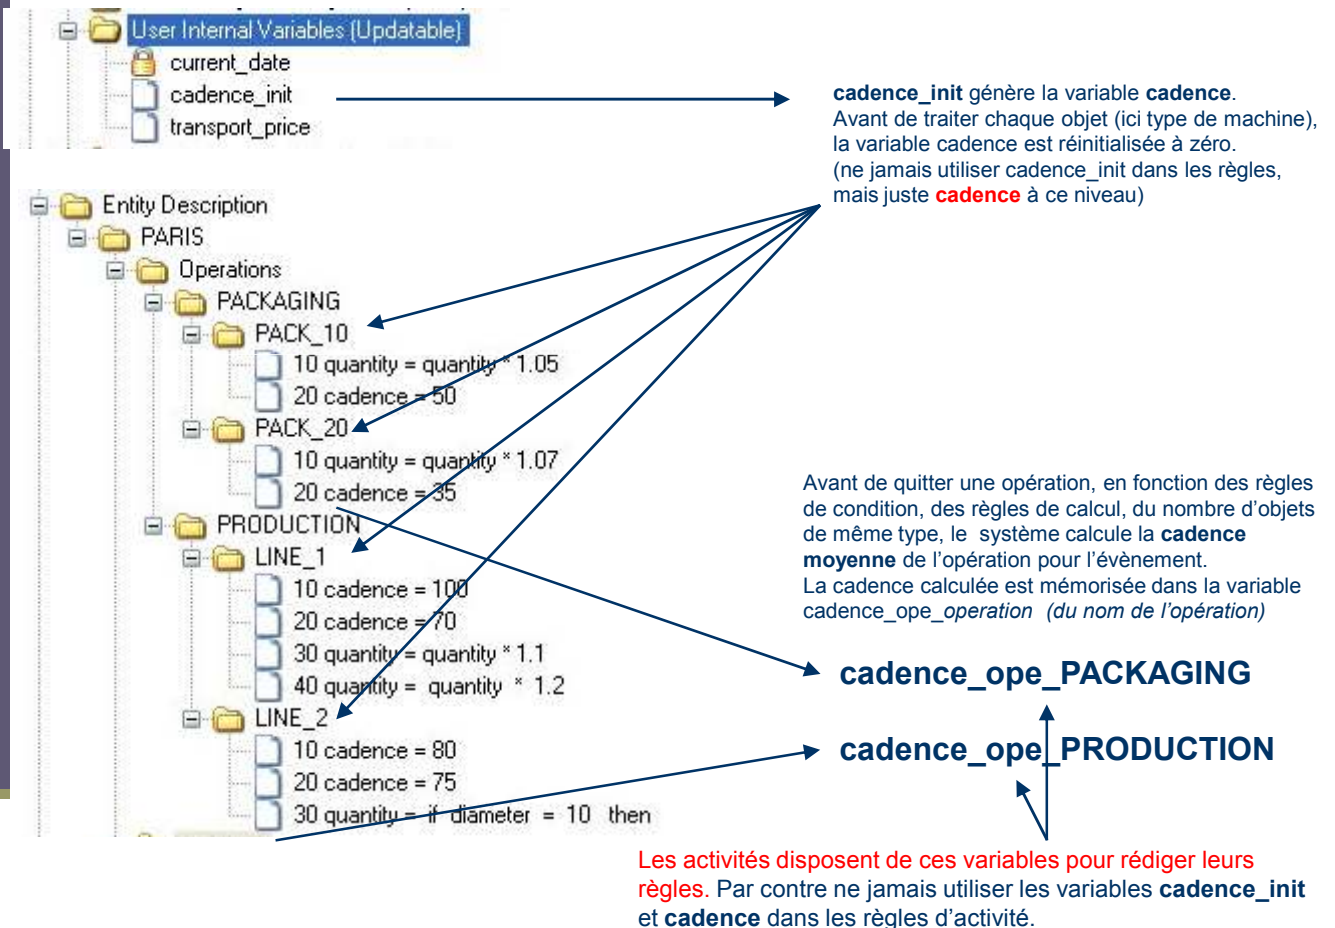 User Internal Variables (Updatable)
current_date
cadence_init
transport_price
cadence_init génère la variable cadence.
Avant de traiter chaque objet (ici type de machine),
la variable cadence est réinitialisée à zéro.
(ne jamais utiliser cadence_init dans les règles,
mais juste cadence à ce niveau)
Entity Description
PARIS
Operations
PACKAGING
PACK_10
10 quantity = quantity * 1.05
20 cadence = 50
PACK_20
10 quantity = quantity * 1.07
20 cadence = 35
PRODUCTION
LINE_1
10 cadence = 100
20 cadence = 70
30 quantity = quantity * 1.1
40 quantity = quantity * 1.2
LINE_2
10 cadence = 80
20 cadence = 75
30 quantity = if diameter = 10 then
Avant de quitter une opération, en fonction des règles
de condition, des règles de calcul, du nombre d'objets
de même type, le système calcule la cadence
moyenne de l'opération pour l'évènement.
La cadence calculée est mémorisée dans la variable
cadence_ope_operation (du nom de l'opération)
cadence_ope_PACKAGING
cadence_ope_PRODUCTION
Les activités disposent de ces variables pour rédiger leurs
règles. Par contre ne jamais utiliser les variables cadence_init
et cadence dans les règles d'activité.